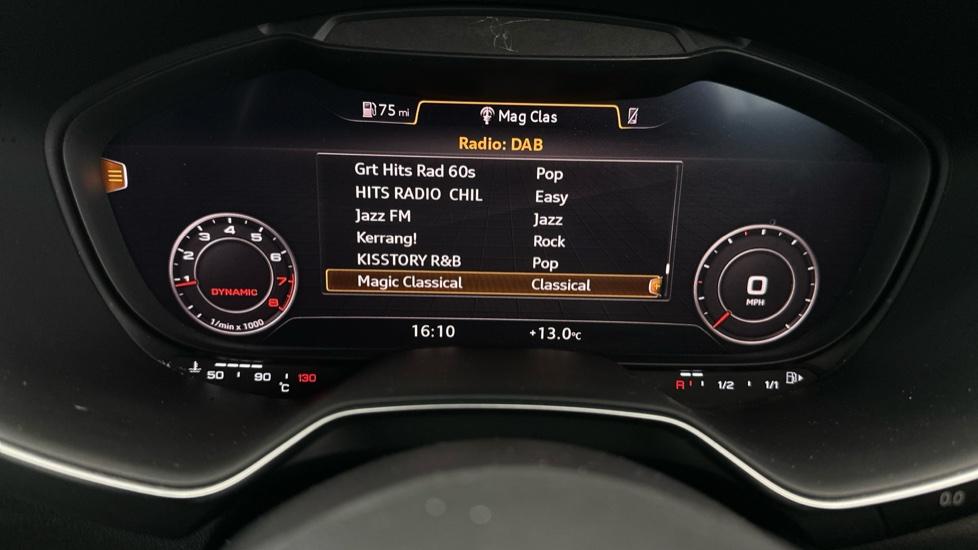 75 mi Mag Clas
Radio: DAB
Grt Hits Rad 60s Pop
HITS RADIO CHIL Easy
Jazz FM Jazz
Kerrang! Rock
KISSTORY R&B Pop
Magic Classical Classical
1 2 3 4 5 6 7 8
DYNAMIC
1/min x 1000
0
MPH
16:10 +13.0°C
50 90 130
°C
R 1/2 1/1
0.0